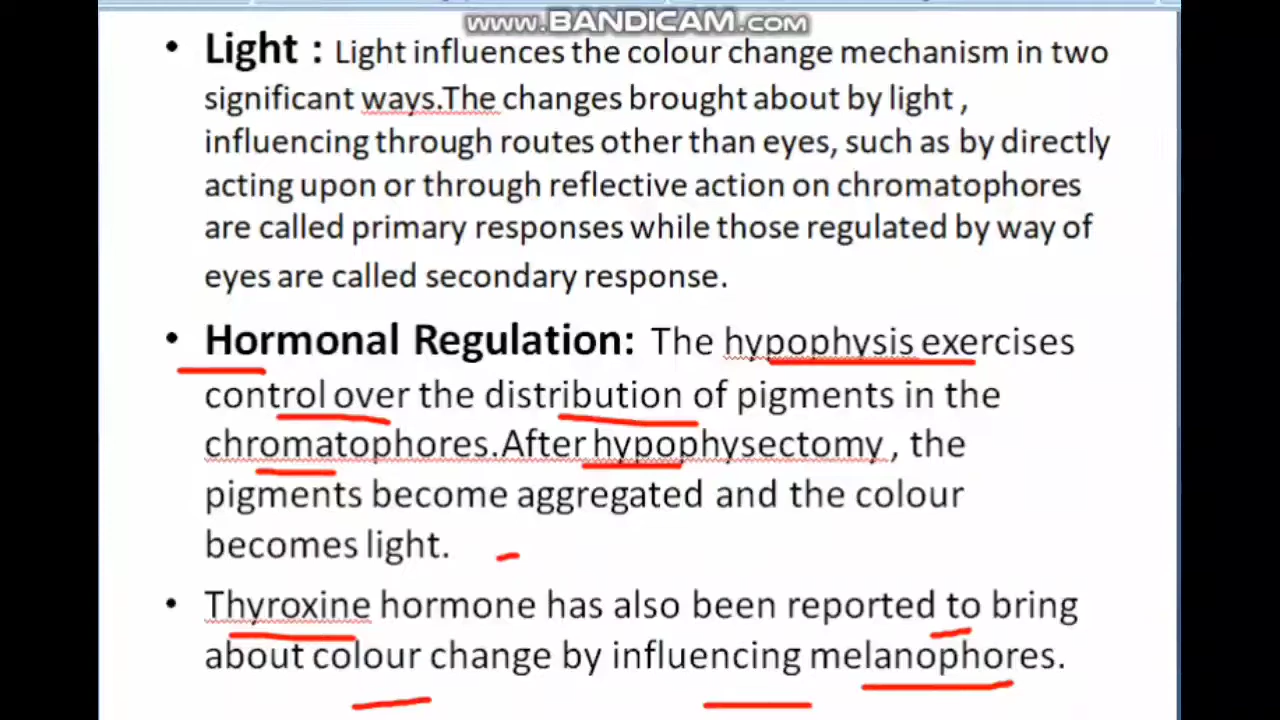 www.BANDICAM.com
• Light : Light influences the colour change mechanism in two
significant ways.The changes brought about by light ,
influencing through routes other than eyes, such as by directly
acting upon or through reflective action on chromatophores
are called primary responses while those regulated by way of
eyes are called secondary response.
• Hormonal Regulation: The hypophysis exercises
control over the distribution of pigments in the
chromatophores.After hypophysectomy , the
pigments become aggregated and the colour
becomes light.
• Thyroxine hormone has also been reported to bring
about colour change by influencing melanophores.